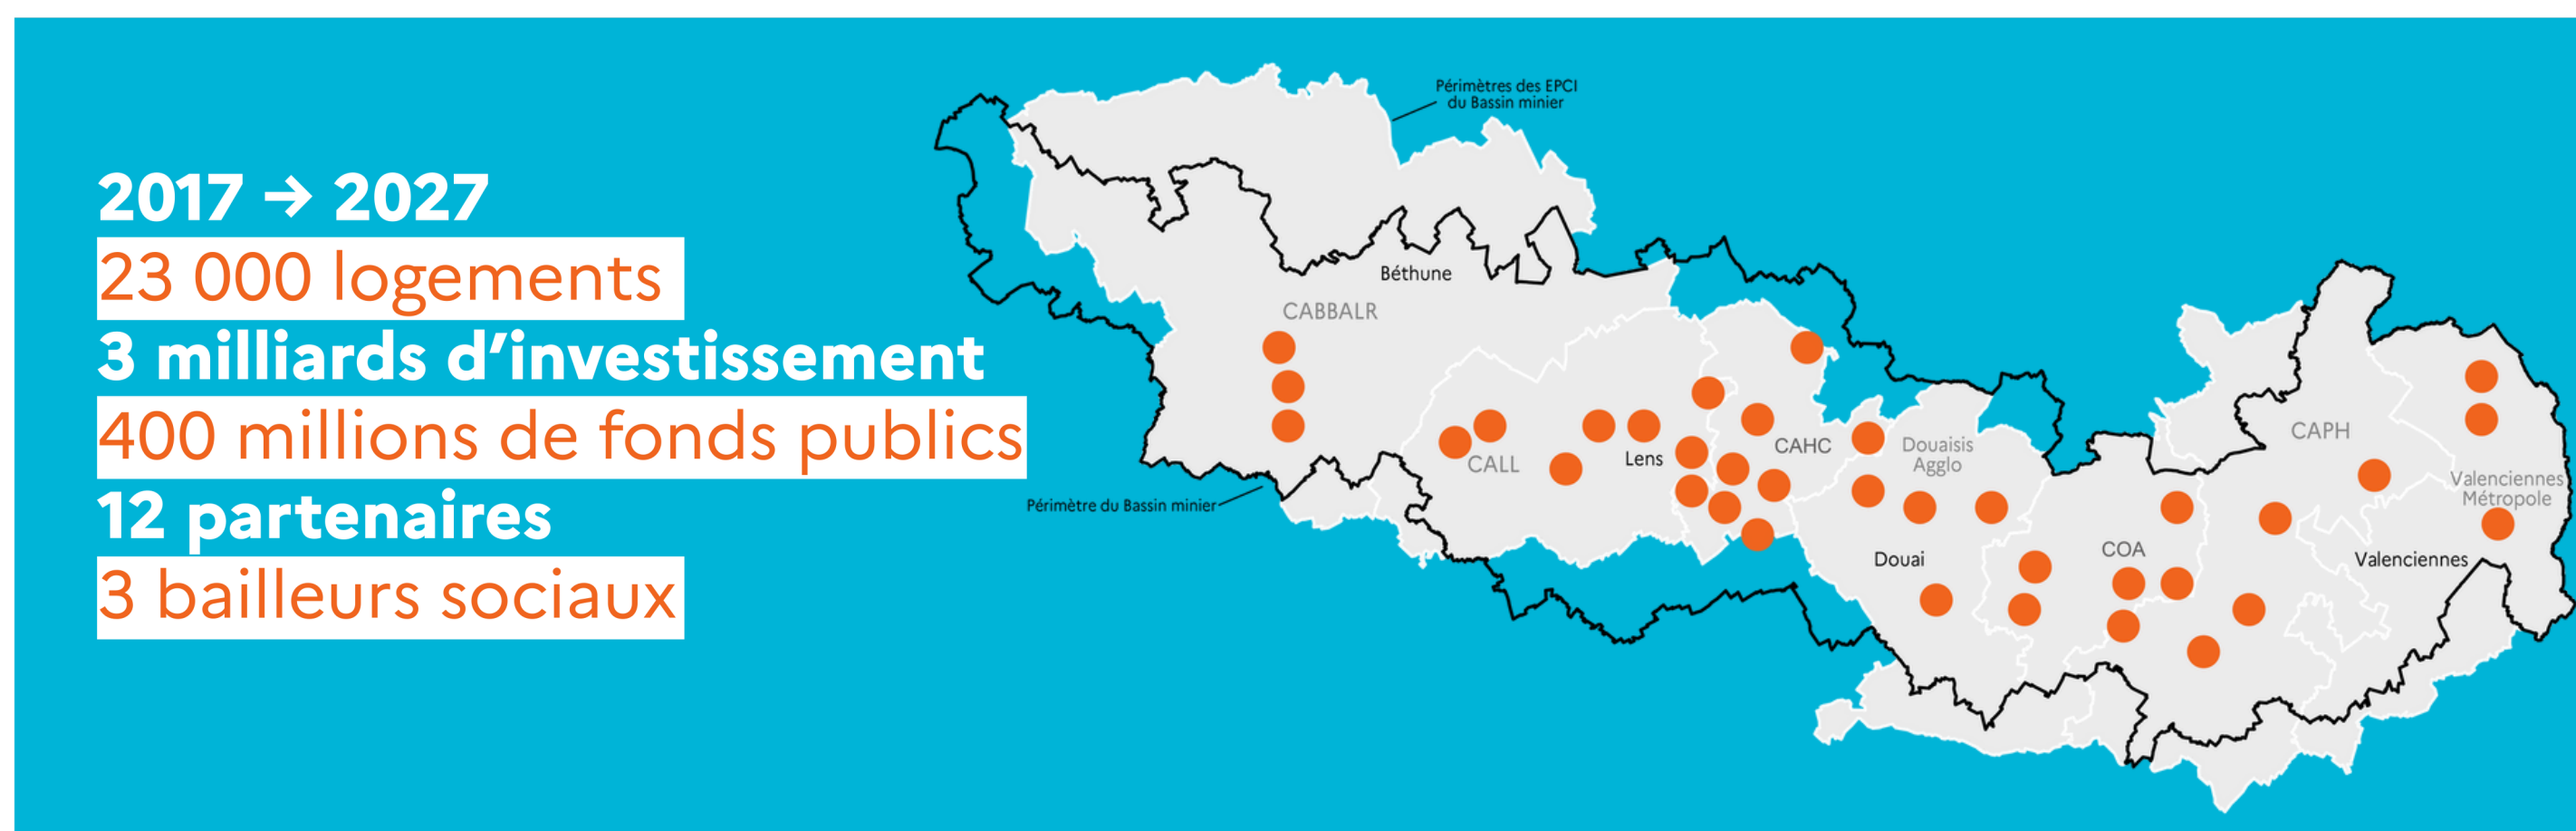 2017 → 2027
23 000 logements
3 milliards d’investissement
400 millions de fonds publics
12 partenaires
3 bailleurs sociaux
Périmètres des EPCI
du Bassin minier
Béthune
CABBALR
CALL
Lens
CAHC
Douaisis
Agglo
CAPH
Valenciennes
Métropole
Périmètre du Bassin minier
Douai
COA
Valenciennes